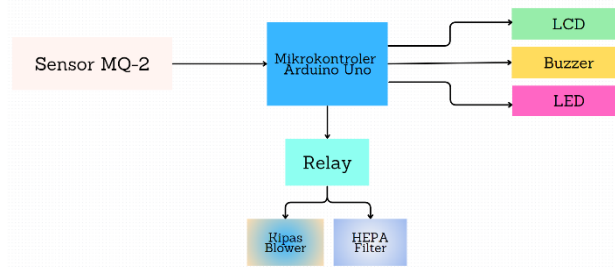 LCD
Sensor MQ-2
Mikrokontroler
Arduino Uno
Buzzer
LED
Relay
Kipas
Blower
HEPA
Filter